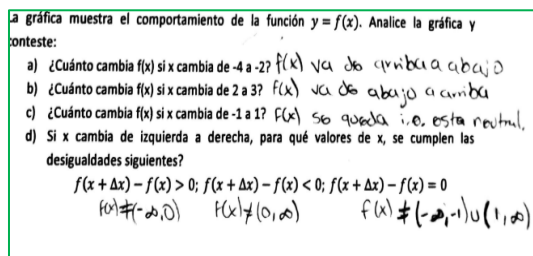 La gráfica muestra el comportamiento de la función y = f(x). Analice la gráfica y
conteste:
a) ¿Cuánto cambia f(x) si x cambia de -4 a -2? f(x) va de arriba a abajo
b) ¿Cuánto cambia f(x) si x cambia de 2 a 3? f(x) va de abajo a arriba
c) ¿Cuánto cambia f(x) si x cambia de -1 a 1? f(x) se queda i.e. esta neutral.
d) Si x cambia de izquierda a derecha, para qué valores de x, se cumplen las
desigualdades siguientes?
f(x + Δx) – f(x) > 0; f(x + Δx) – f(x) < 0; f(x + Δx) – f(x) = 0
f(x) ≠ (-∞,0) f(x) ≠ (0,∞) f(x) ≠ (-∞,-1)∪(1,∞)